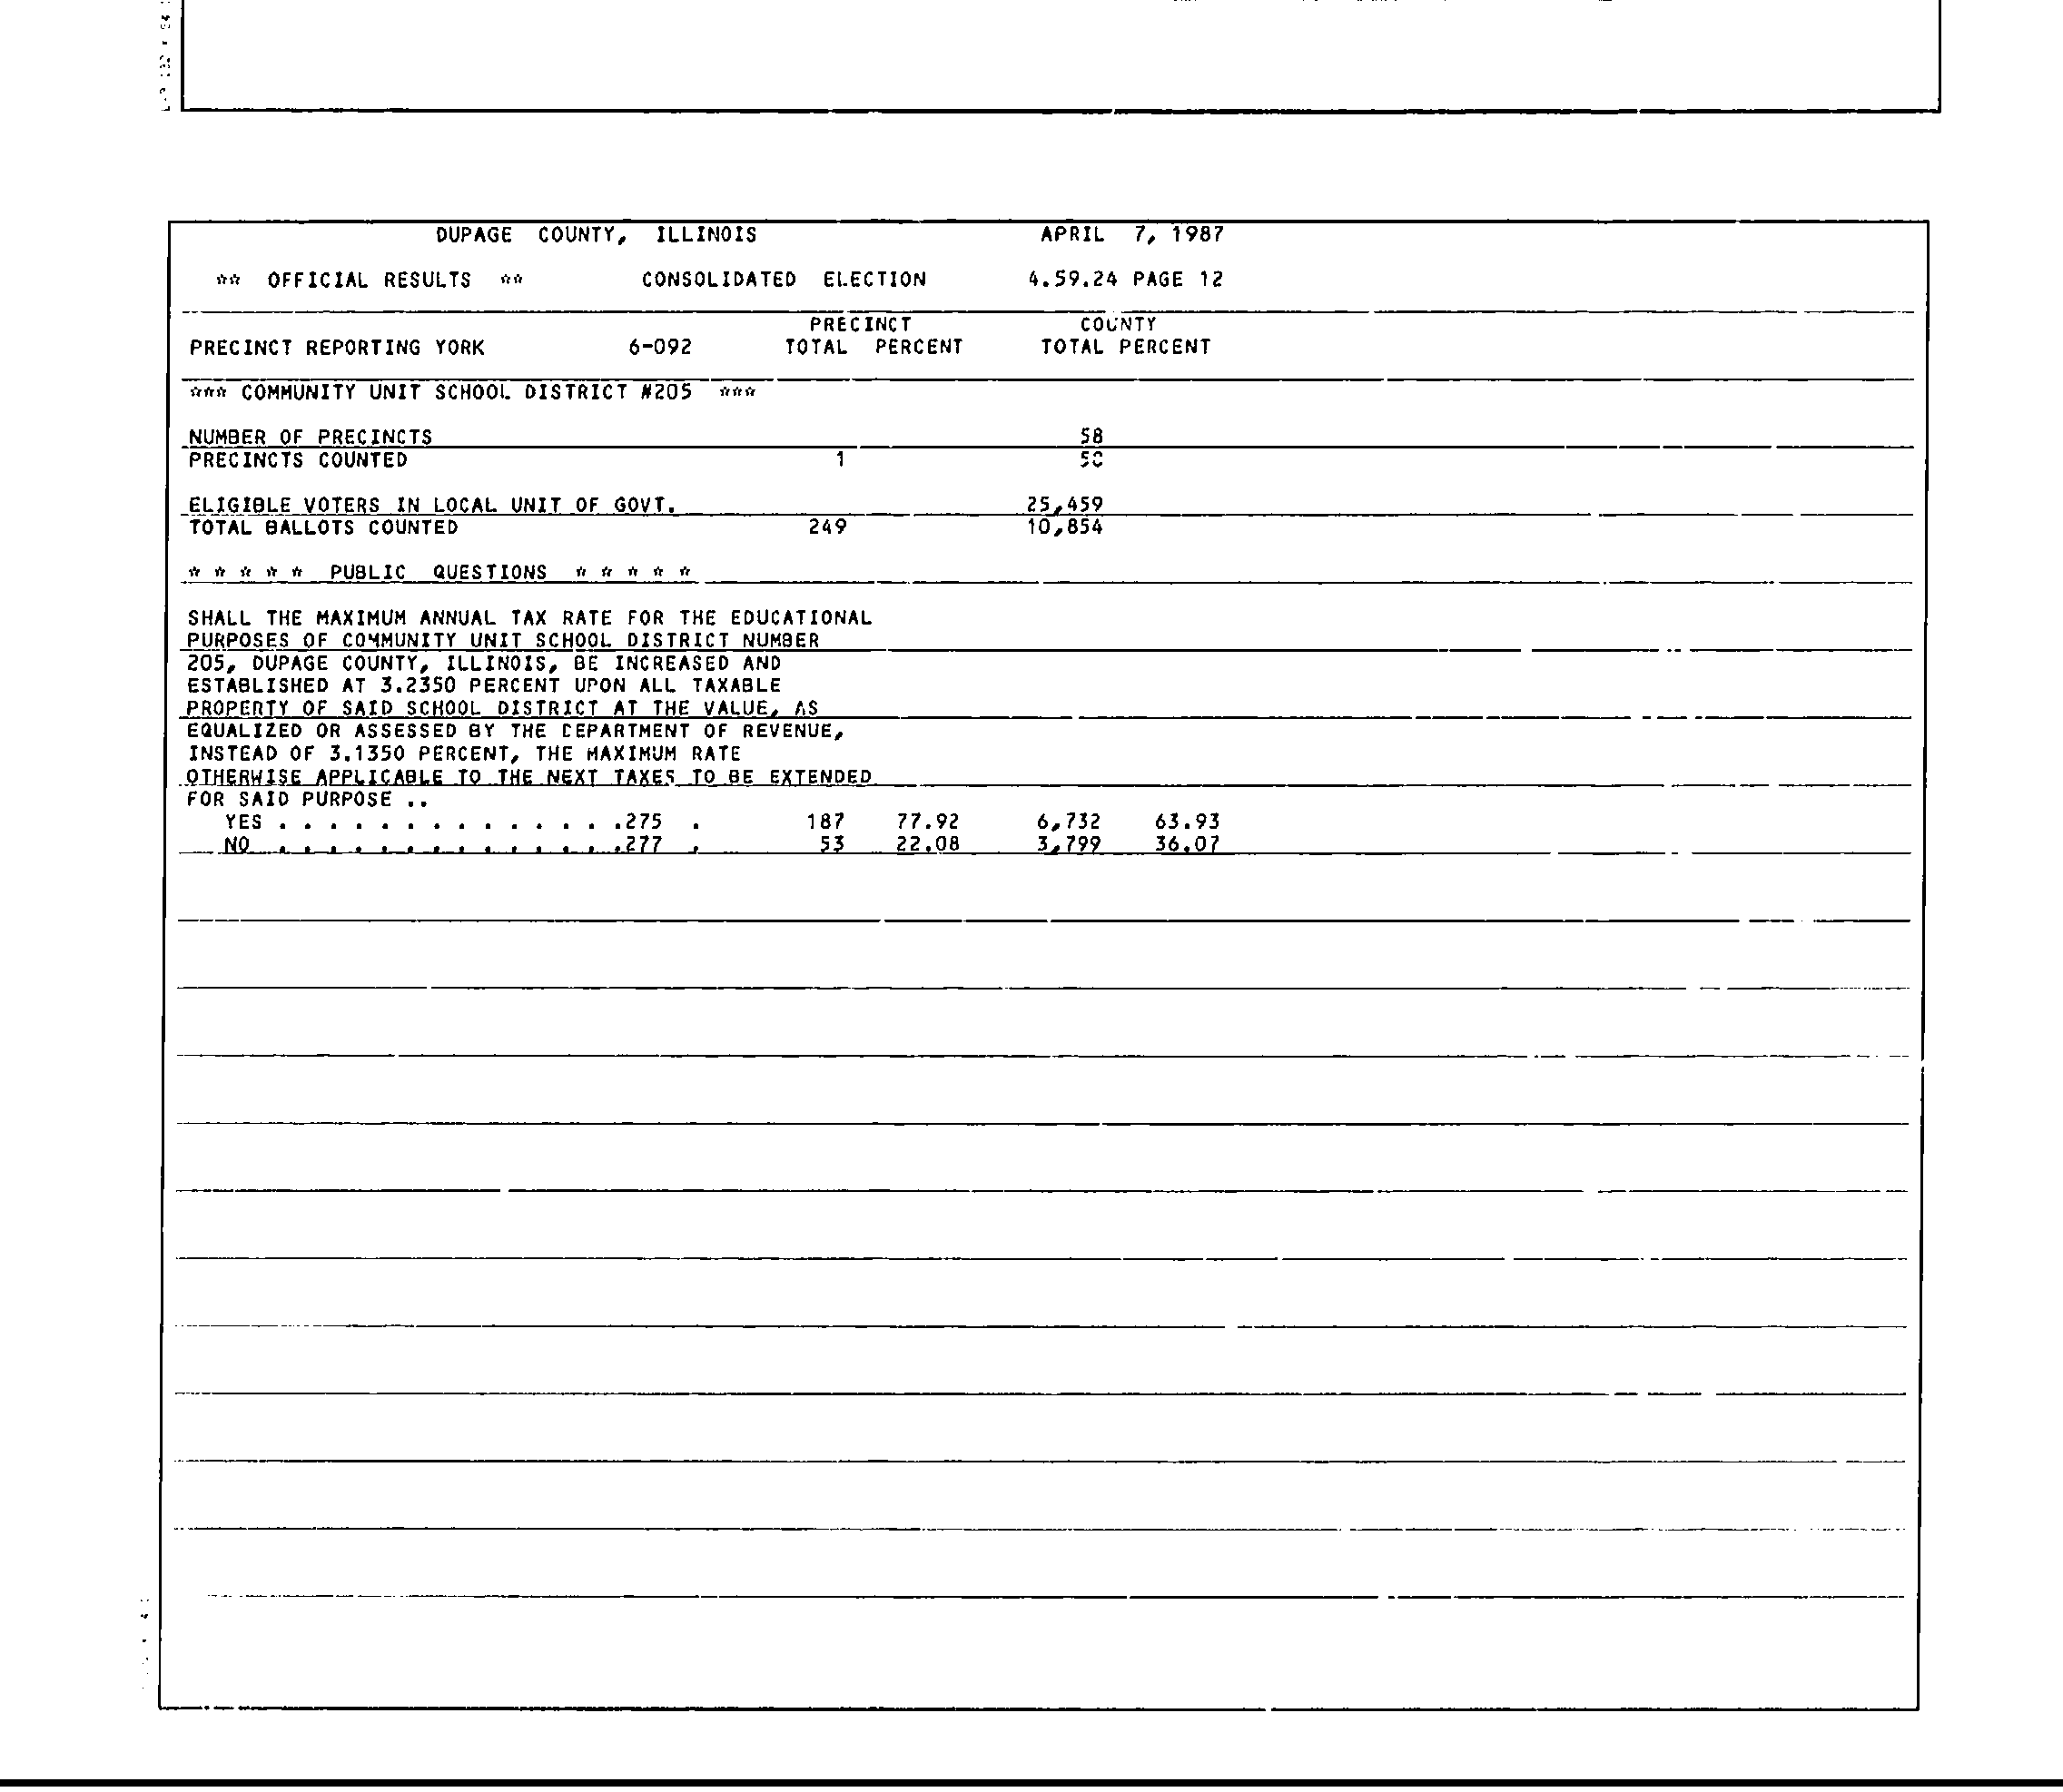 DUPAGE COUNTY, ILLINOIS APRIL 7, 1987
** OFFICIAL RESULTS ** CONSOLIDATED ELECTION 4.59.24 PAGE 12
PRECINCT COUNTY
PRECINCT REPORTING YORK 6-092 TOTAL PERCENT TOTAL PERCENT
*** COMMUNITY UNIT SCHOOL DISTRICT #205 ***
NUMBER OF PRECINCTS 58
PRECINCTS COUNTED 1
ELIGIBLE VOTERS IN LOCAL UNIT OF GOVT. 25,459
TOTAL BALLOTS COUNTED 249 10,854
* * * * * PUBLIC QUESTIONS * * * * *
SHALL THE MAXIMUM ANNUAL TAX RATE FOR THE EDUCATIONAL
PURPOSES OF COMMUNITY UNIT SCHOOL DISTRICT NUMBER
205, DUPAGE COUNTY, ILLINOIS, BE INCREASED AND
ESTABLISHED AT 3.2350 PERCENT UPON ALL TAXABLE
PROPERTY OF SAID SCHOOL DISTRICT AT THE VALUE, AS
EQUALIZED OR ASSESSED BY THE DEPARTMENT OF REVENUE,
INSTEAD OF 3.1350 PERCENT, THE MAXIMUM RATE
OTHERWISE APPLICABLE TO THE NEXT TAXES TO BE EXTENDED
FOR SAID PURPOSE ..
YES . . . . . . . . . . . . . .275 . 187 77.92 6,732 63.93
NO . . . . . . . . . . . . . .277 . 53 22.08 3,799 36.07